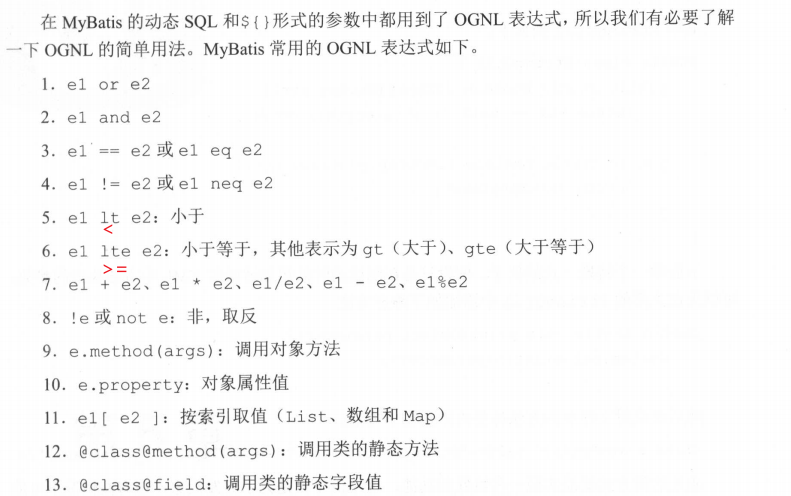 在 MyBatis 的动态 SQL 和${}形式的参数中都用到了 OGNL 表达式，所以我们有必要了解
一下 OGNL 的简单用法。MyBatis 常用的 OGNL 表达式如下。
1. e1 or e2
2. e1 and e2
3. e1 == e2 或 e1 eq e2
4. e1 != e2 或 e1 neq e2
5. e1 lt e2：小于
<
6. e1 lte e2：小于等于，其他表示为 gt（大于）、gte（大于等于）
>=
7. e1 + e2、e1 * e2、e1/e2、e1 - e2、e1%e2
8. !e 或 not e：非，取反
9. e.method(args)：调用对象方法
10. e.property：对象属性值
11. e1[ e2 ]：按索引取值（List、数组和 Map）
12. @class@method(args)：调用类的静态方法
13. @class@field：调用类的静态字段值